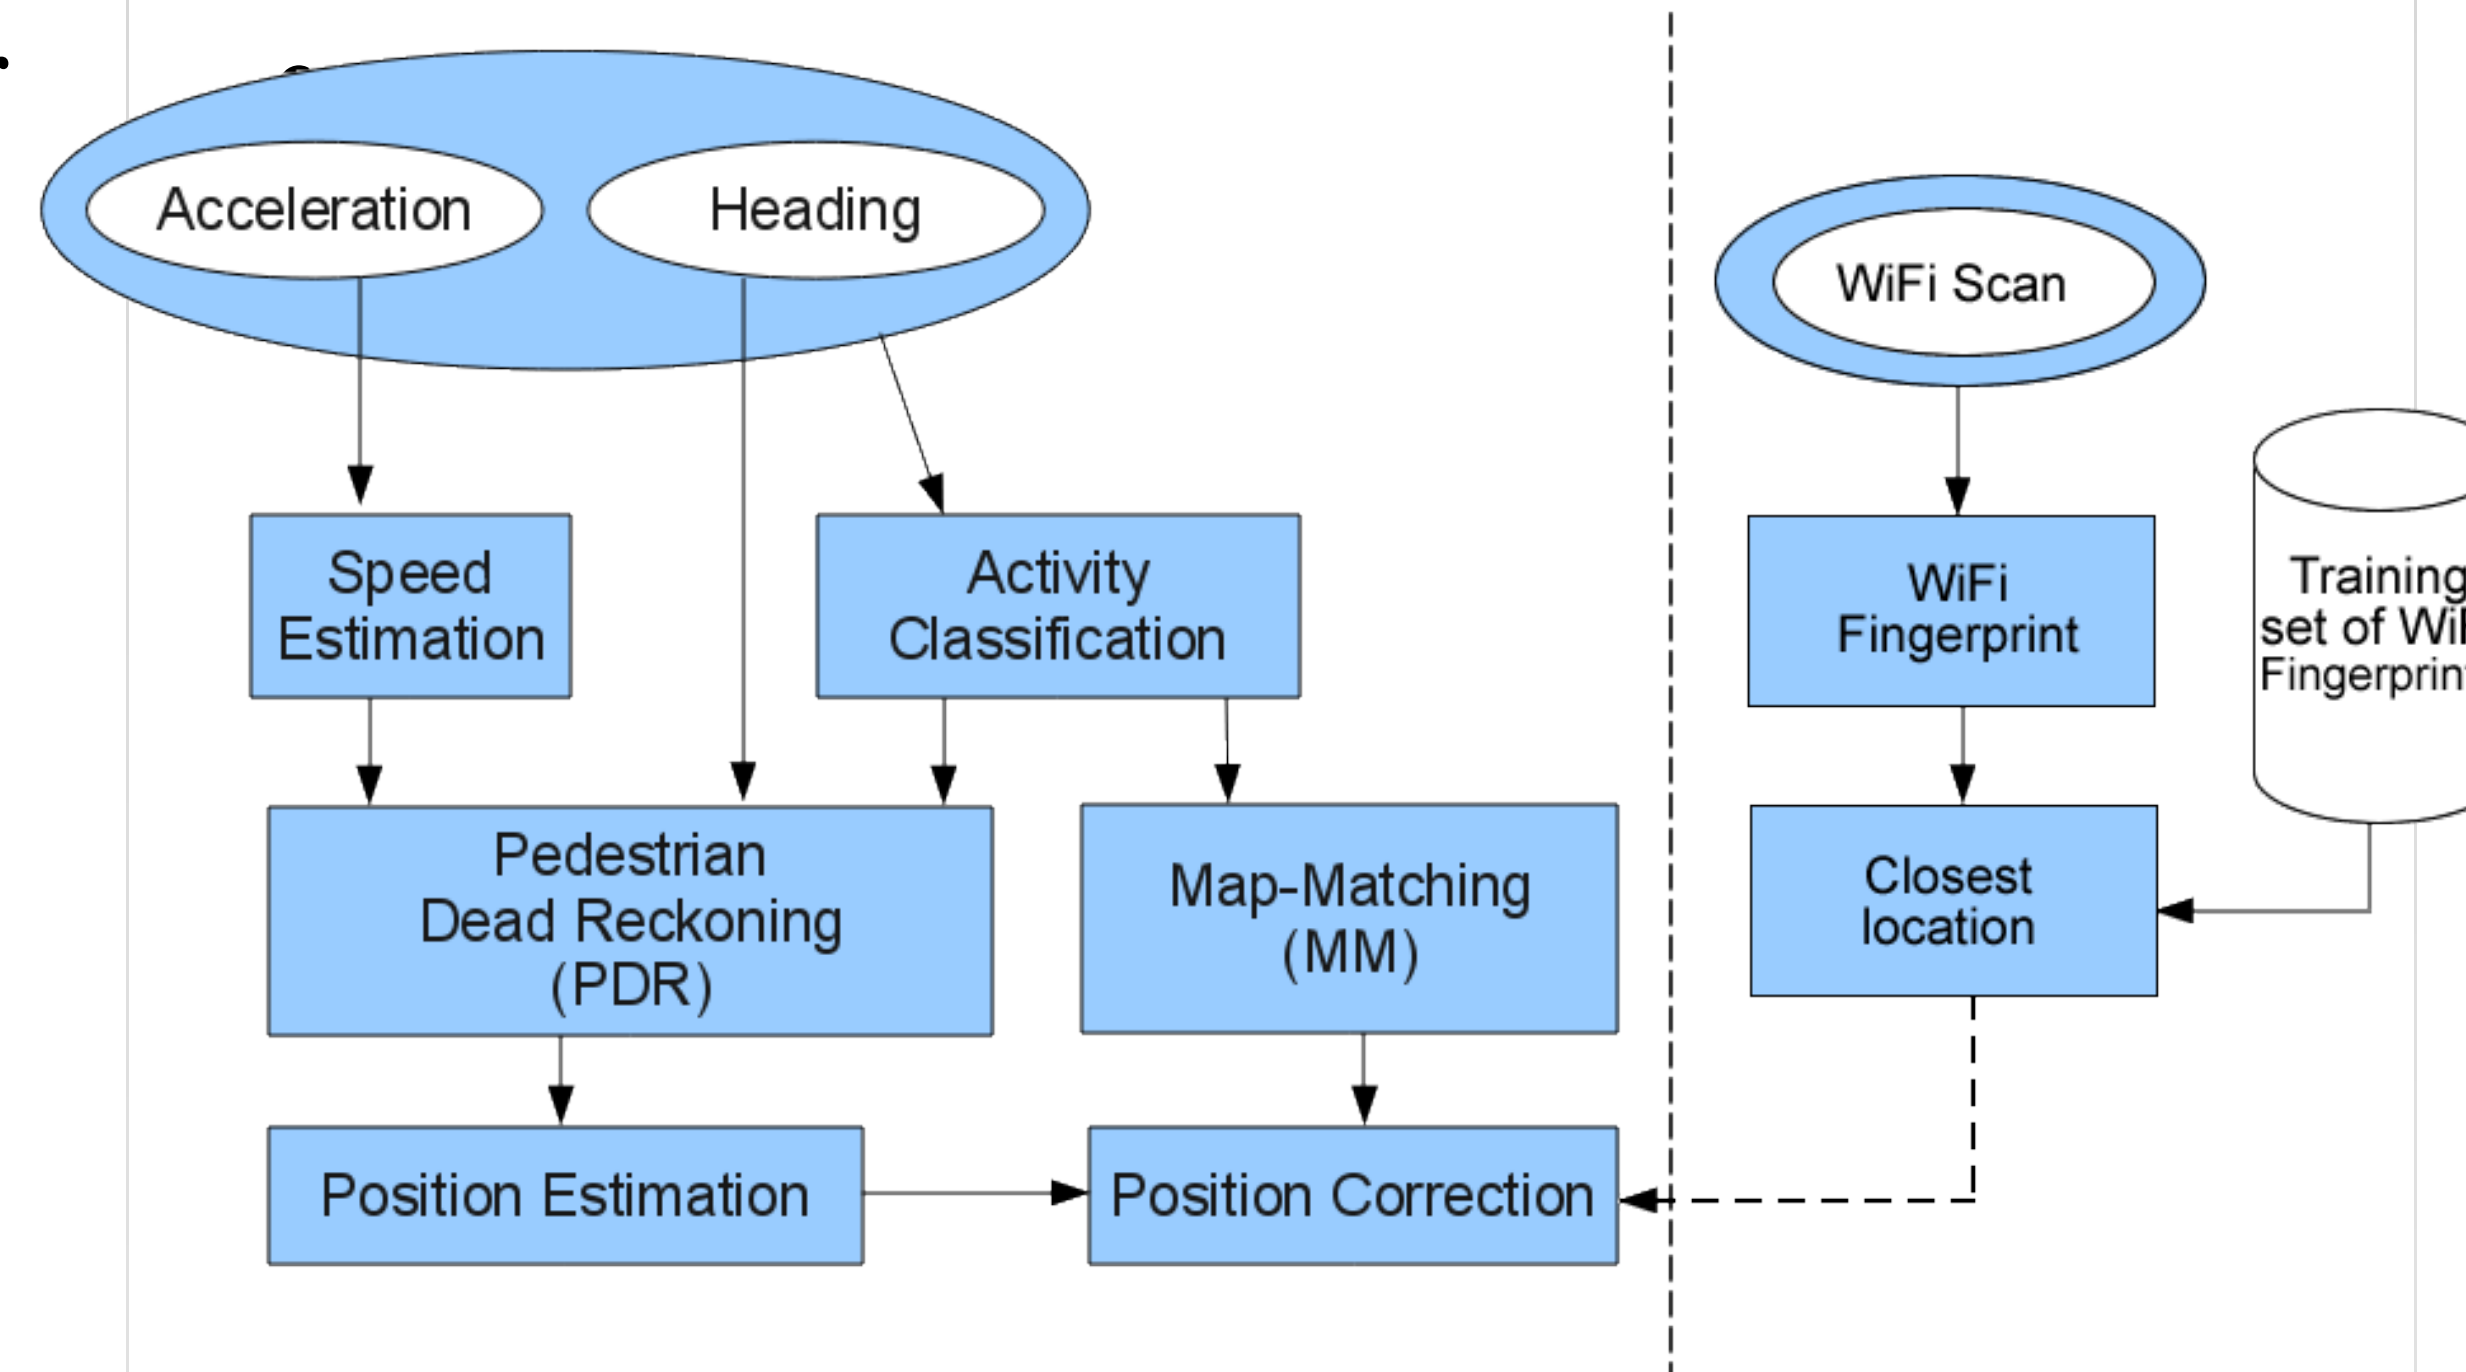 Acceleration
Heading
Speed
Estimation
Activity
Classification
Pedestrian
Dead Reckoning
(PDR)
Map-Matching
(MM)
Position Estimation
Position Correction
WiFi Scan
WiFi
Fingerprint
Closest
location
Training
set of